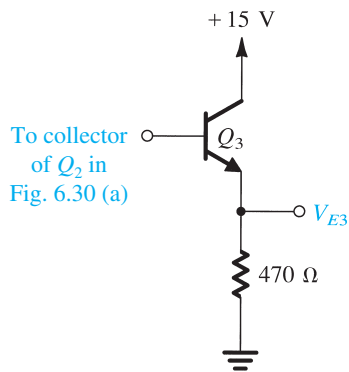 +15 V
To collector
of Q2 in
Fig. 6.30 (a)
Q3
VE3
470 Ω